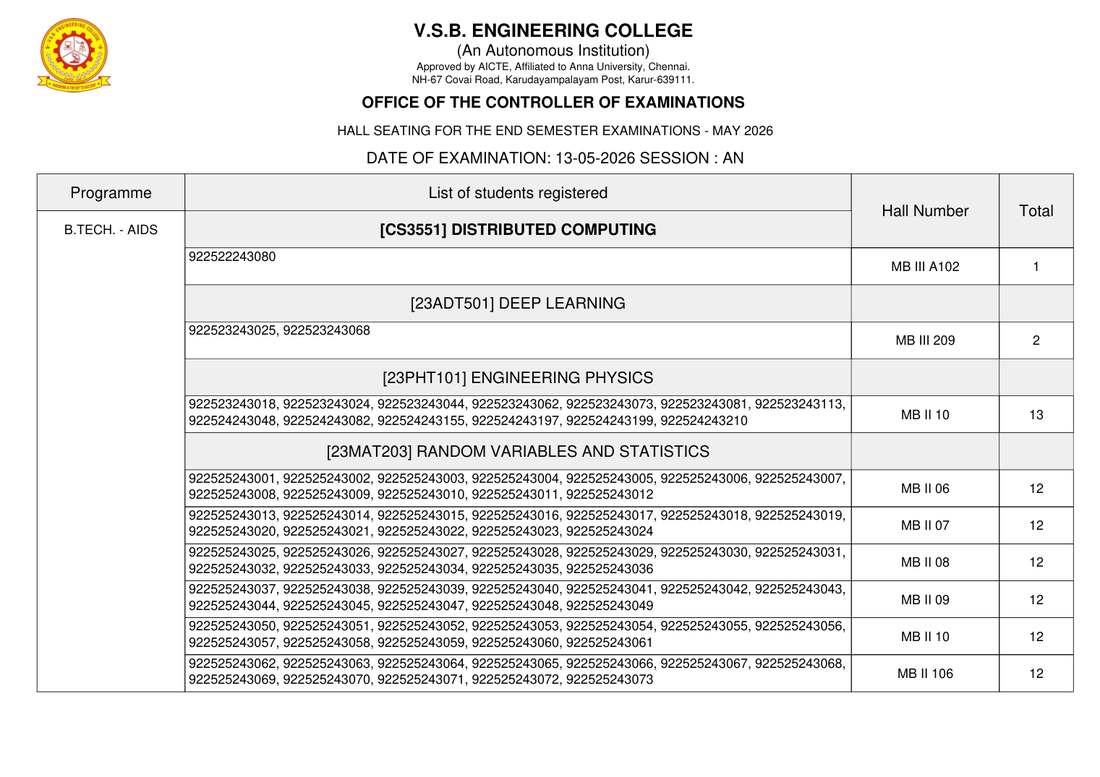 V.S.B. ENGINEERING COLLEGE
(An Autonomous Institution)
Approved by AICTE, Affiliated to Anna University, Chennai.
NH-67 Covai Road, Karudayampalayam Post, Karur-639111.
OFFICE OF THE CONTROLLER OF EXAMINATIONS
HALL SEATING FOR THE END SEMESTER EXAMINATIONS - MAY 2026
DATE OF EXAMINATION: 13-05-2026 SESSION : AN
Programme List of students registered Hall Number Total
B.TECH. - AIDS [CS3551] DISTRIBUTED COMPUTING
922522243080
MB III A102 1
[23ADT501] DEEP LEARNING
922523243025, 922523243068
MB III 209 2
[23PHT101] ENGINEERING PHYSICS
922523243018, 922523243024, 922523243044, 922523243062, 922523243073, 922523243081, 922523243113,
922524243048, 922524243082, 922524243155, 922524243197, 922524243199, 922524243210
MB II 10 13
[23MAT203] RANDOM VARIABLES AND STATISTICS
922525243001, 922525243002, 922525243003, 922525243004, 922525243005, 922525243006, 922525243007,
922525243008, 922525243009, 922525243010, 922525243011, 922525243012
MB II 06 12
922525243013, 922525243014, 922525243015, 922525243016, 922525243017, 922525243018, 922525243019,
922525243020, 922525243021, 922525243022, 922525243023, 922525243024
MB II 07 12
922525243025, 922525243026, 922525243027, 922525243028, 922525243029, 922525243030, 922525243031,
922525243032, 922525243033, 922525243034, 922525243035, 922525243036
MB II 08 12
922525243037, 922525243038, 922525243039, 922525243040, 922525243041, 922525243042, 922525243043,
922525243044, 922525243045, 922525243047, 922525243048, 922525243049
MB II 09 12
922525243050, 922525243051, 922525243052, 922525243053, 922525243054, 922525243055, 922525243056,
922525243057, 922525243058, 922525243059, 922525243060, 922525243061
MB II 10 12
922525243062, 922525243063, 922525243064, 922525243065, 922525243066, 922525243067, 922525243068,
922525243069, 922525243070, 922525243071, 922525243072, 922525243073
MB II 106 12